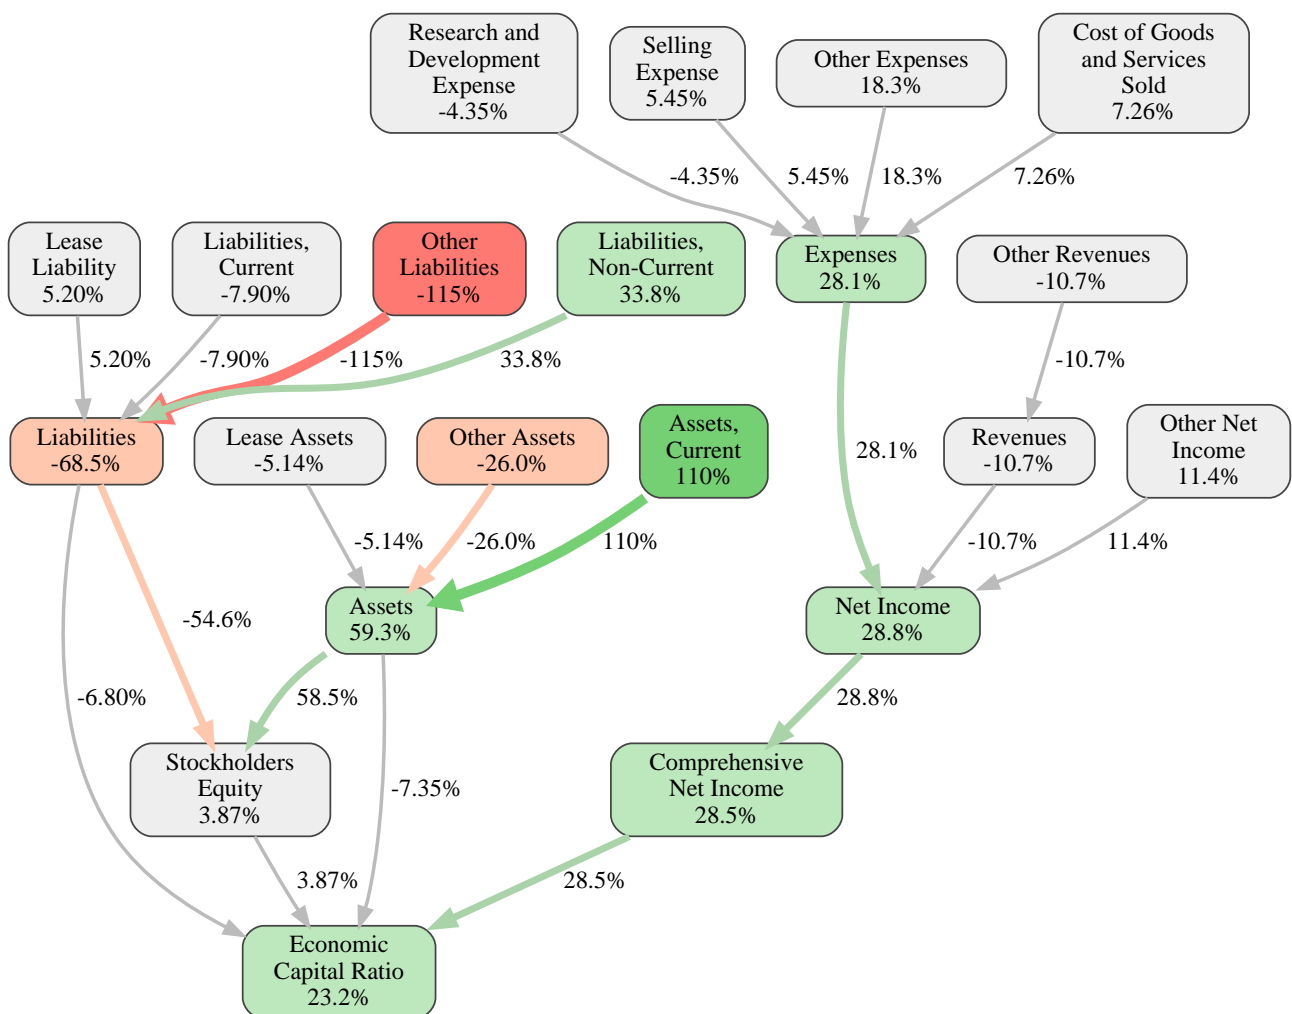 Research and
Development
Expense
-4.35%
Selling
Expense
5.45%
Other Expenses
18.3%
Cost of Goods
and Services
Sold
7.26%
-4.35%
5.45%
18.3%
7.26%
Lease
Liability
5.20%
Liabilities,
Current
-7.90%
Other
Liabilities
-115%
Liabilities,
Non-Current
33.8%
Expenses
28.1%
Other Revenues
-10.7%
5.20%
-7.90%
-115%
33.8%
-10.7%
Liabilities
-68.5%
Lease Assets
-5.14%
Other Assets
-26.0%
Assets,
Current
110%
28.1%
Revenues
-10.7%
Other Net
Income
11.4%
-5.14%
-26.0%
110%
-10.7%
11.4%
-54.6%
Assets
59.3%
Net Income
28.8%
-6.80%
58.5%
28.8%
Stockholders
Equity
3.87%
-7.35%
Comprehensive
Net Income
28.5%
3.87%
28.5%
Economic
Capital Ratio
23.2%